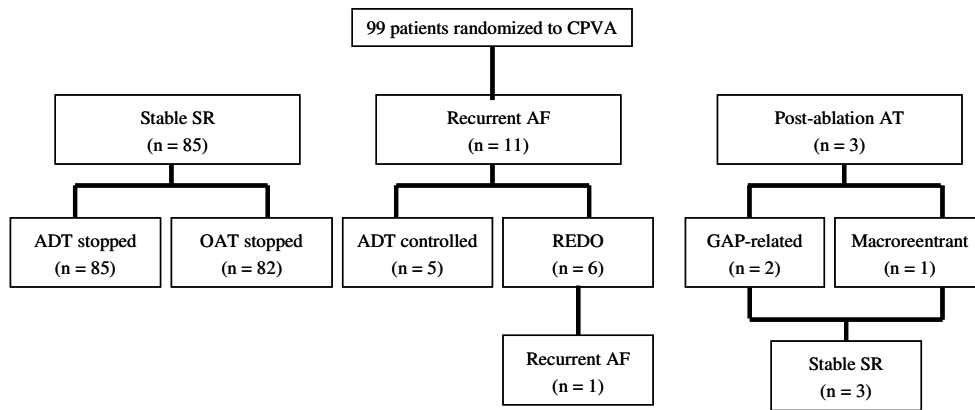 99 patients randomized to CPVA
Stable SR
(n = 85)
Recurrent AF
(n = 11)
Post-ablation AT
(n = 3)
ADT stopped
(n = 85)
OAT stopped
(n = 82)
ADT controlled
(n = 5)
REDO
(n = 6)
GAP-related
(n = 2)
Macroreentrant
(n = 1)
Recurrent AF
(n = 1)
Stable SR
(n = 3)